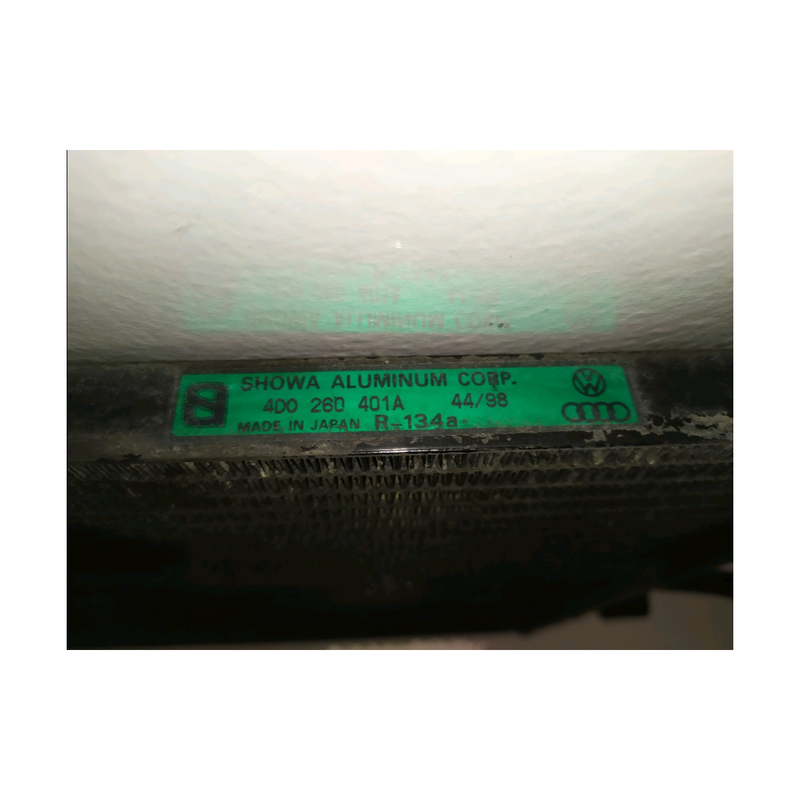 SHOWA ALUMINUM CORP.
4D0 260 401A 44/98
MADE IN JAPAN R-134a